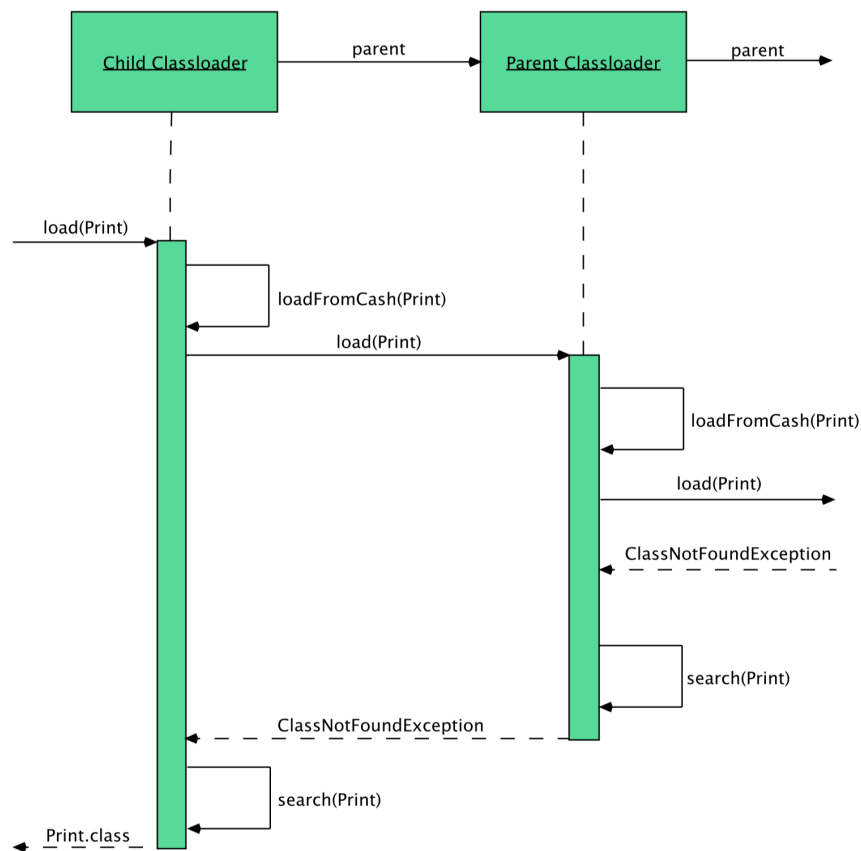 Child Classloader
parent
Parent Classloader
parent
load(Print)
loadFromCash(Print)
load(Print)
loadFromCash(Print)
load(Print)
ClassNotFoundException
search(Print)
ClassNotFoundException
search(Print)
Print.class